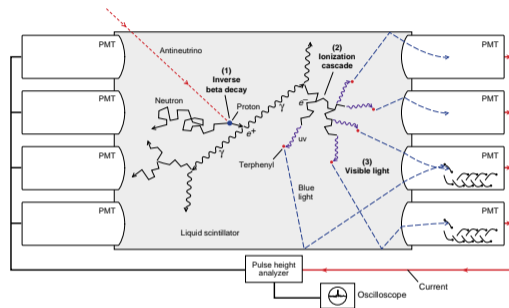 PMT
PMT
Antineutrino
(1)
Inverse
beta decay
(2)
Ionization
cascade
Neutron
Proton
γ
e
PMT
PMT
e+
γ
uv
Terphenyl
(3)
Visible light
PMT
PMT
Blue
light
PMT
PMT
Liquid scintillator
Pulse height
analyzer
Current
Oscilloscope